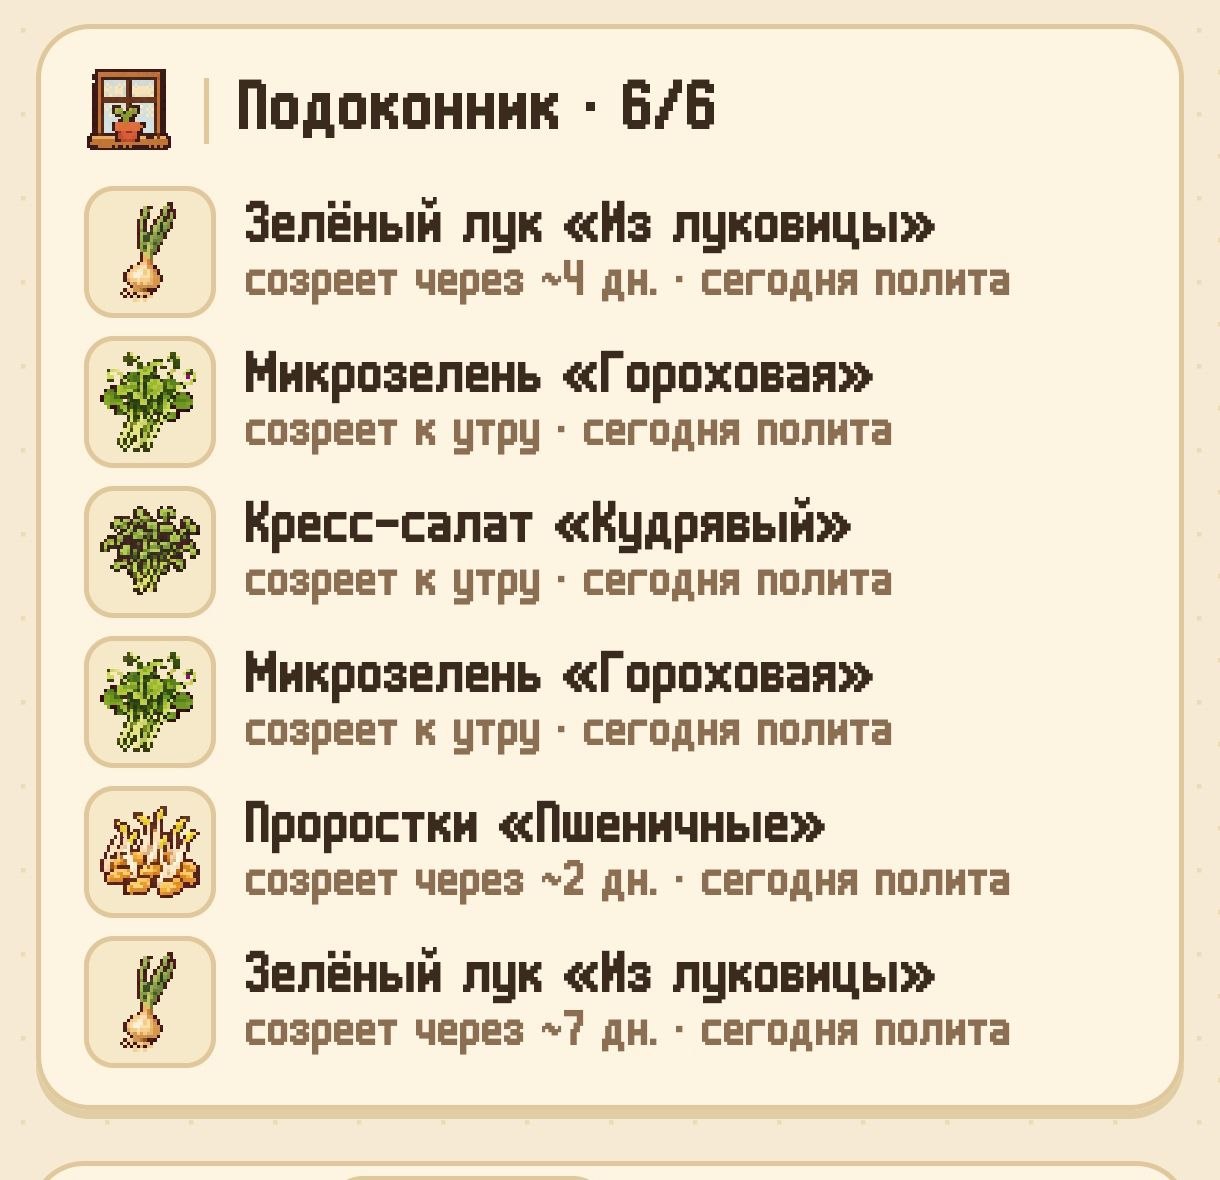 Подоконник · 6/6
Зелёный лук «Из луковицы»
созреет через ~4 дн. · сегодня полита
Микрозелень «Гороховая»
созреет к утру · сегодня полита
Кресс-салат «Кудрявый»
созреет к утру · сегодня полита
Микрозелень «Гороховая»
созреет к утру · сегодня полита
Проростки «Пшеничные»
созреет через ~2 дн. · сегодня полита
Зелёный лук «Из луковицы»
созреет через ~7 дн. · сегодня полита